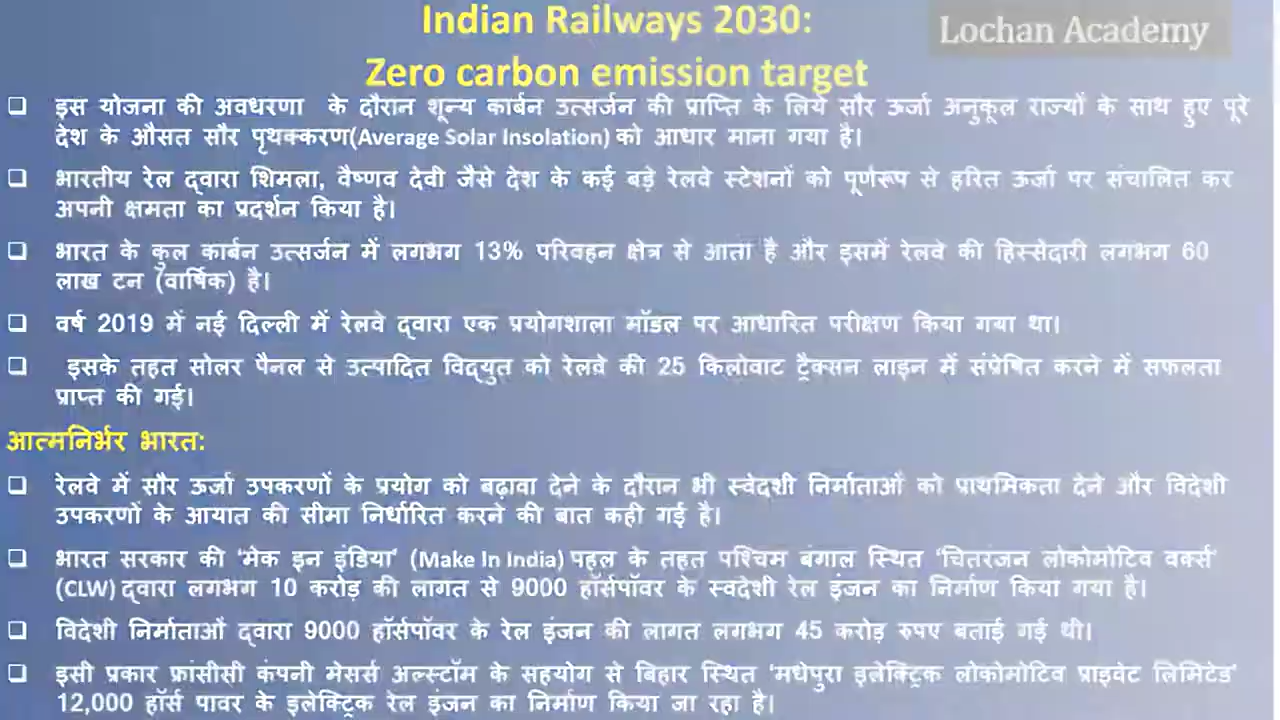 Indian Railways 2030:
Lochan Academy
Zero carbon emission target
❑ इस योजना की अवधरणा के दौरान शून्य कार्बन उत्सर्जन की प्राप्ति के लिये सौर ऊर्जा अनुकूल राज्यों के साथ हुए पूरे
देश के औसत सौर पृथक्करण(Average Solar Insolation) को आधार माना गया है।
❑ भारतीय रेल द्वारा शिमला, वैष्णव देवी जैसे देश के कई बड़े रेलवे स्टेशनों को पूर्णरूप से हरित ऊर्जा पर संचालित कर
अपनी क्षमता का प्रदर्शन किया है।
❑ भारत के कुल कार्बन उत्सर्जन में लगभग 13% परिवहन क्षेत्र से आता है और इसमें रेलवे की हिस्सेदारी लगभग 60
लाख टन (वार्षिक) है।
❑ वर्ष 2019 में नई दिल्ली में रेलवे द्वारा एक प्रयोगशाला मॉडल पर आधारित परीक्षण किया गया था।
❑ इसके तहत सोलर पैनल से उत्पादित विद्युत को रेलवे की 25 किलोवाट ट्रैक्सन लाइन में संप्रेषित करने में सफलता
प्राप्त की गई।
आत्मनिर्भर भारत:
❑ रेलवे में सौर ऊर्जा उपकरणों के प्रयोग को बढ़ावा देने के दौरान भी स्वेदशी निर्माताओं को प्राथमिकता देने और विदेशी
उपकरणों के आयात की सीमा निर्धारित करने की बात कही गई है।
❑ भारत सरकार की 'मेक इन इंडिया' (Make In India) पहल के तहत पश्चिम बंगाल स्थित 'चितरंजन लोकोमोटिव वर्क्स'
(CLW) द्वारा लगभग 10 करोड़ की लागत से 9000 हॉर्सपॉवर के स्वदेशी रेल इंजन का निर्माण किया गया है।
❑ विदेशी निर्माताओं द्वारा 9000 हॉर्सपॉवर के रेल इंजन की लागत लगभग 45 करोड़ रुपए बताई गई थी।
❑ इसी प्रकार फ्रांसीसी कंपनी मेसर्स अल्स्टॉम के सहयोग से बिहार स्थित 'मधेपुरा इलेक्ट्रिक लोकोमोटिव प्राइवेट लिमिटेड'
12,000 हॉर्स पावर के इलेक्ट्रिक रेल इंजन का निर्माण किया जा रहा है।